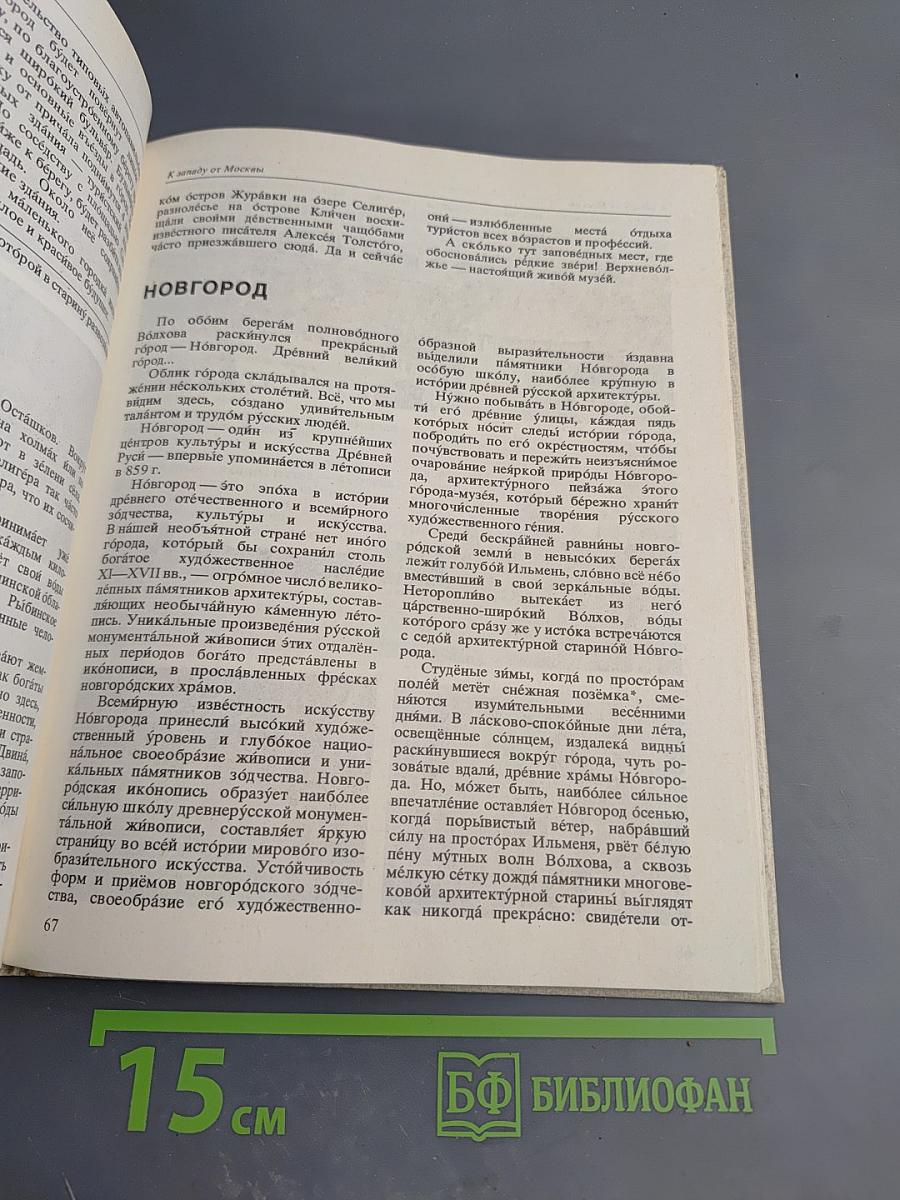 К западу от Москвы
ко́м о́стров Жура́вки на о́зере Селиге́р,
разноле́сье на о́строве Кли́чен восхи-
ща́ли свои́ми де́вственными чащо́бами
изве́стного писа́теля Алексе́я Толсто́го,
ча́сто приезжа́вшего сюда́. Да и сейча́с
они́ — излю́бленные места́ о́тдыха
тури́стов всех во́зрастов и профе́ссий.
А ско́лько тут запове́дных мест, где
обоснова́лись ре́дкие зве́ри! Верхнево́л-
жье — настоя́щий живо́й музе́й.
НОВГОРОД
По обо́им берега́м полново́дного
Во́лхова раски́нулся прекра́сный
го́род — Но́вгород. Дре́вний вели́кий
го́род...
Облик го́рода скла́дывался на протя-
же́нии не́скольких столе́тий. Всё, что мы
ви́дим здесь, со́здано удиви́тельным
тала́нтом и трудо́м ру́сских люде́й.
Но́вгород — оди́н из крупне́йших
це́нтров культу́ры и иску́сства Дре́вней
Руси́ — впервы́е упомина́ется в ле́тописи
в 859 г.
Но́вгород — э́то эпо́ха в исто́рии
дре́внего оте́чественного и всеми́рного
зо́дчества, культу́ры и иску́сства.
В на́шей необъя́тной стране́ нет ино́го
го́рода, кото́рый бы сохрани́л столь
бога́тое худо́жественное насле́дие
XI—XVII вв., — огро́мное число́ велико-
ле́пных па́мятников архитекту́ры, состав-
ля́ющих необыча́йную ка́менную ле́то-
пись. Уника́льные произведе́ния ру́сской
монумента́льной жи́вописи э́тих отдалён-
ных пери́одов бога́то предста́влены в
ико́нописи, в просла́вленных фре́сках
новгоро́дских хра́мов.
Всеми́рную изве́стность иску́сству
Но́вгорода принесли́ высо́кий худо́же-
ственный у́ровень и глубо́кое нацио-
на́льное своеобра́зие жи́вописи и уни-
ка́льных па́мятников зо́дчества. Новго-
ро́дская ико́нопись образу́ет наибо́лее
си́льную шко́лу древнеру́сской монумен-
та́льной жи́вописи, составля́ет я́ркую
страни́цу во всей исто́рии мирово́го изо-
брази́тельного иску́сства. Усто́йчивость
форм и приёмов новгоро́дского зо́дче-
ства, своеобра́зие его́ худо́жественно-
о́бразной вырази́тельности и́здавна
вы́делили па́мятники Но́вгорода в
осо́бую шко́лу, наибо́лее кру́пную в
исто́рии дре́вней ру́сской архитекту́ры.
Ну́жно побыва́ть в Но́вгороде, обой-
ти́ его́ дре́вние у́лицы, ка́ждая пядь
кото́рых но́сит следы́ исто́рии го́рода,
поброди́ть по его́ окре́стностям, что́бы
почу́вствовать и пережи́ть неизъясни́мое
очарова́ние нея́ркой приро́ды Но́вгоро-
да, архитекту́рного пейза́жа э́того
го́рода-музе́я, кото́рый бе́режно храни́т
многочи́сленные творе́ния ру́сского
худо́жественного ге́ния.
Среди́ бескра́йней равни́ны новго-
ро́дской земли́ в невысо́ких берега́х
лежи́т голубо́й И́льмень, сло́вно всё не́бо
вмести́вший в свои́ зерка́льные во́ды.
Неторопли́во вытека́ет из него́
ца́рственно-широ́кий Во́лхов, во́ды
кото́рого сра́зу же у исто́ка встреча́ются
с седо́й архитекту́рной старино́й Но́вго-
рода.
Студёные зи́мы, когда́ по просто́рам
поле́й метёт сне́жная позёмка*, сме-
ня́ются изуми́тельными весе́нними
дня́ми. В ла́сково-споко́йные дни ле́та,
освещённые со́лнцем, издалека́ видны́
раски́нувшиеся вокру́г го́рода, чуть ро-
зова́тые вдали́, дре́вние хра́мы Но́вгоро-
да. Но, мо́жет быть, наибо́лее си́льное
впечатле́ние оставля́ет Но́вгород о́сенью,
когда́ поры́вистый ве́тер, набра́вший
си́лу на просто́рах Ильменя, рвёт бе́лую
пе́ну му́тных волн Во́лхова, а сквозь
ме́лкую се́тку дождя́ па́мятники многове-
ково́й архитекту́рной старины́ вы́глядят
как никогда́ прекра́сно: свиде́тели от-
67
15 см
БФ БИБЛИОФАН